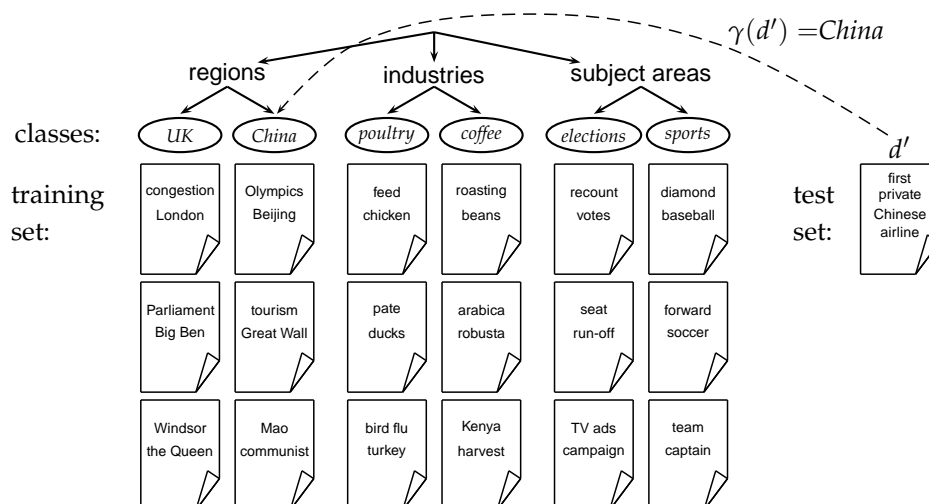 γ(d′) =China
regions
industries
subject areas
classes:
UK
China
poultry
coffee
elections
sports
d′
training
set:
congestion
London
Olympics
Beijing
feed
chicken
roasting
beans
recount
votes
diamond
baseball
test
set:
first
private
Chinese
airline
Parliament
Big Ben
tourism
Great Wall
pate
ducks
arabica
robusta
seat
run-off
forward
soccer
Windsor
the Queen
Mao
communist
bird flu
turkey
Kenya
harvest
TV ads
campaign
team
captain